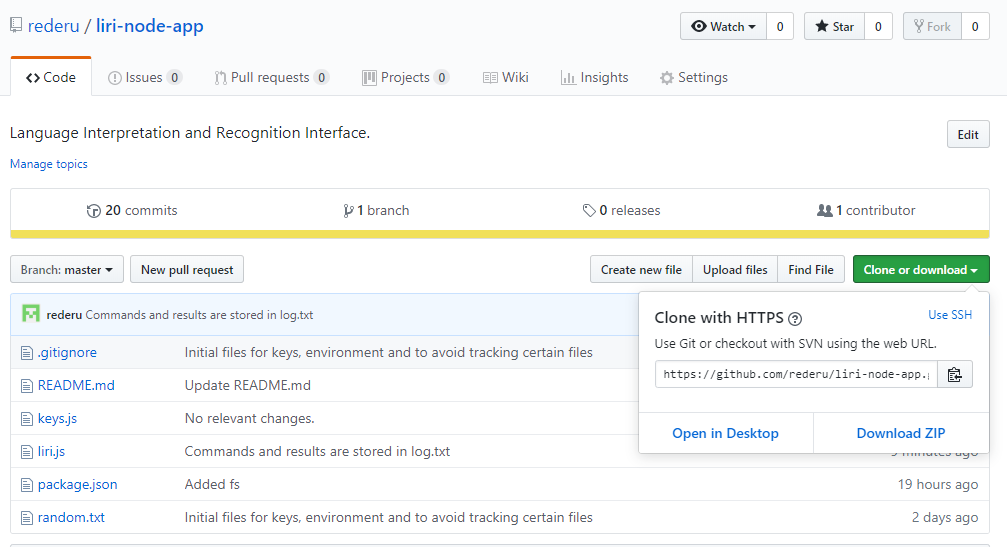 rederu / liri-node-app
Watch 0 Star 0 Fork 0
Code Issues 0 Pull requests 0 Projects 0 Wiki Insights Settings
Language Interpretation and Recognition Interface. Edit
Manage topics
20 commits 1 branch 0 releases 1 contributor
Branch: master New pull request Create new file Upload files Find File Clone or download
rederu Commands and results are stored in log.txt
Clone with HTTPS ? Use SSH
Use Git or checkout with SVN using the web URL.
https://github.com/rederu/liri-node-app.
Open in Desktop Download ZIP
.gitignore Initial files for keys, environment and to avoid tracking certain files
README.md Update README.md
keys.js No relevant changes.
liri.js Commands and results are stored in log.txt 9 minutes ago
package.json Added fs 19 hours ago
random.txt Initial files for keys, environment and to avoid tracking certain files 2 days ago